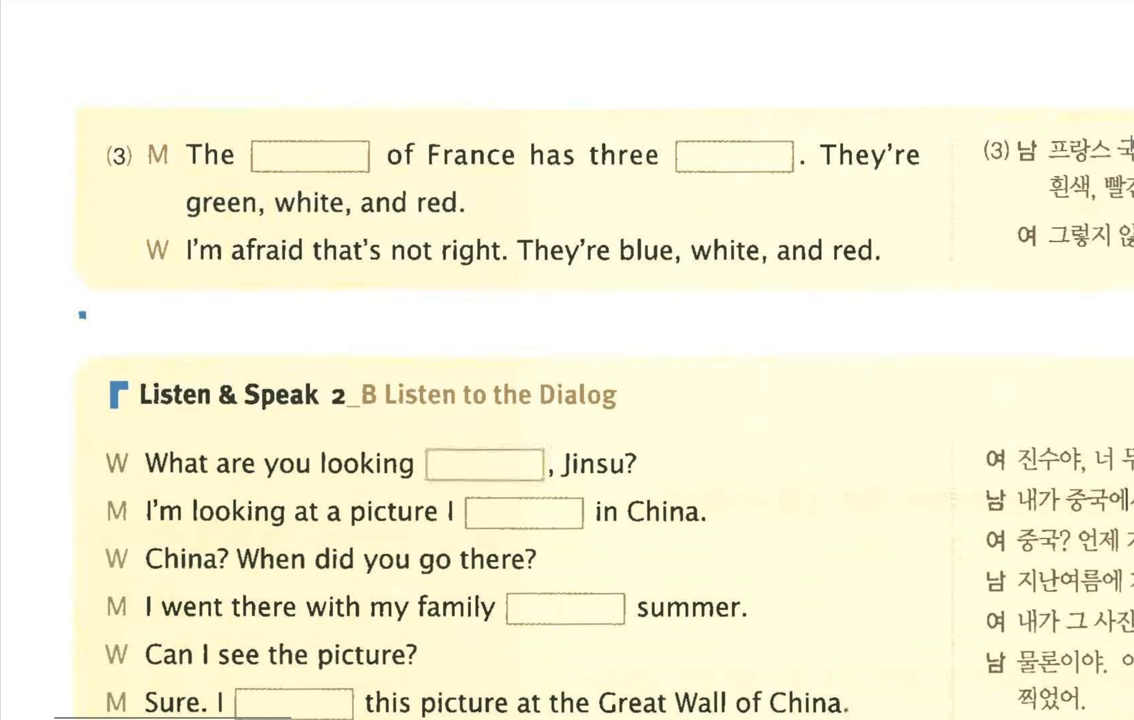 (3) M The of France has three . They're
green, white, and red.
W I'm afraid that's not right. They're blue, white, and red.
(3) 남 프랑스
흰색,
여 그렇지
Listen & Speak 2_B Listen to the Dialog
W What are you looking , Jinsu?
M I'm looking at a picture I in China.
W China? When did you go there?
M I went there with my family summer.
W Can I see the picture?
M Sure. I this picture at the Great Wall of China.
여 진수야, 너
남 내가 중국에서
여 중국? 언제
남 지난여름에
여 내가 그 사진
남 물론이야.
찍었어.